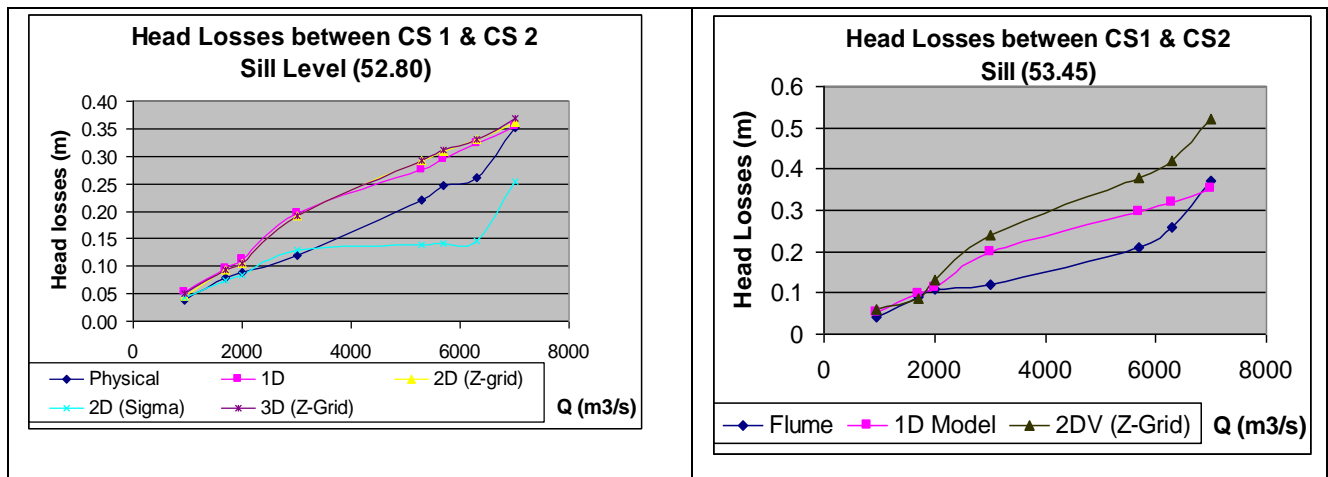 Head Losses between CS 1 & CS 2
Sill Level (52.80)
Head losses (m)
0.40
0.35
0.30
0.25
0.20
0.15
0.10
0.05
0.00
0 2000 4000 6000 8000
Physical 1D 2D (Z-grid)
2D (Sigma) 3D (Z-Grid) Q (m3/s)
Head Losses between CS1 & CS2
Sill (53.45)
Head Losses (m)
0.6
0.5
0.4
0.3
0.2
0.1
0
0 2000 4000 6000 8000
Flume 1D Model 2DV (Z-Grid) Q (m3/s)